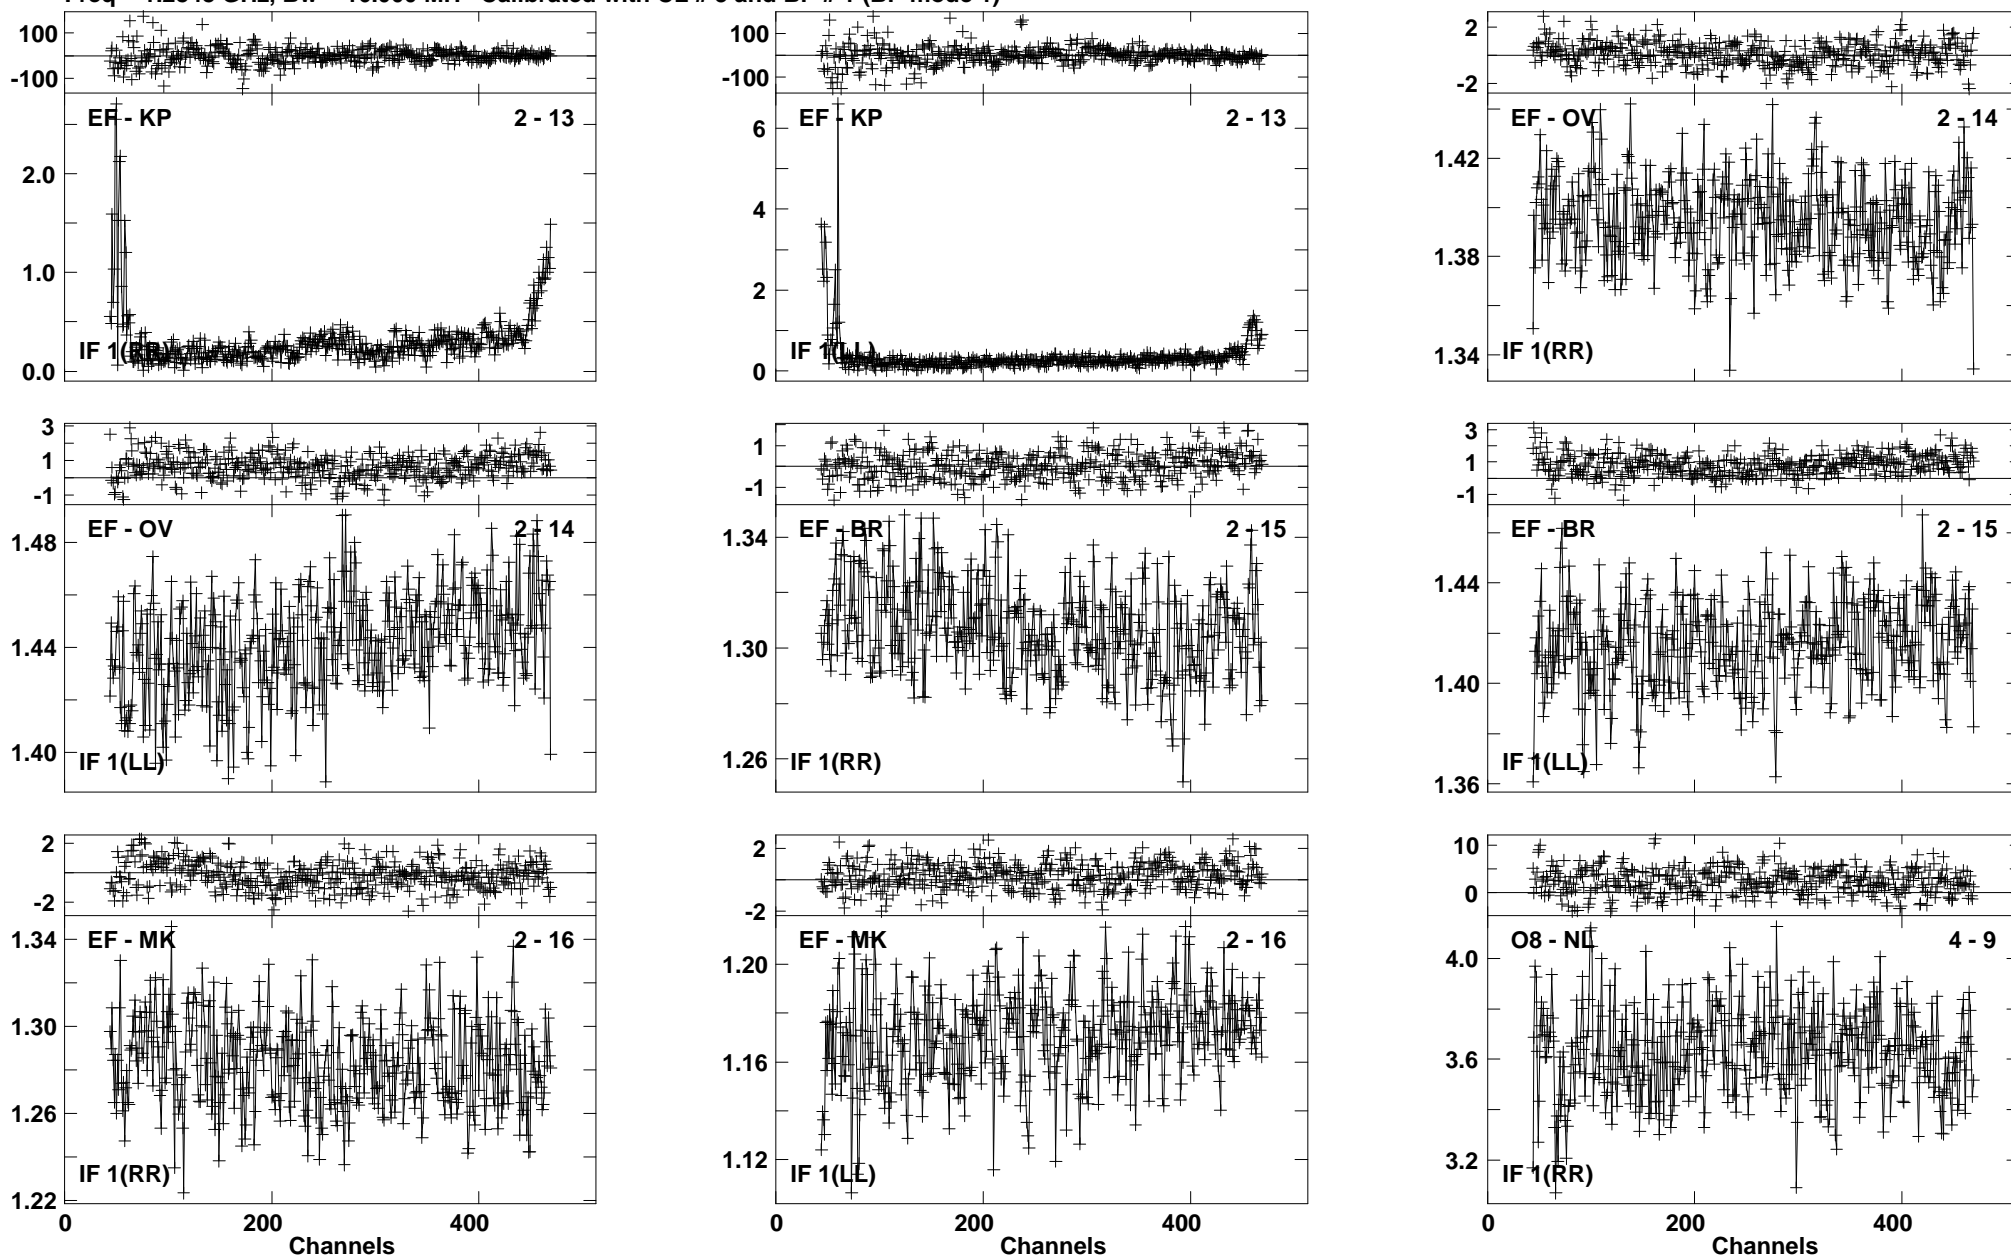 100 100 2
-100 -100 -2
EF - KP 2 - 13 EF - KP 2 - 13 EF - OV 2 - 14
2.0 6 1.42
1.0 4 1.38
0.0 2 1.34
0
IF 1(RR) IF 1(LL) IF 1(RR)
3 1 3
1 -1 1
-1 -1
EF - OV 2 - 14 EF - BR 2 - 15 EF - BR 2 - 15
1.48 1.34 1.44
1.44 1.30 1.40
1.40 1.26 1.36
IF 1(LL) IF 1(RR) IF 1(LL)
2 2 10
-2 -2 0
EF - MK 2 - 16 EF - MK 2 - 16 O8 - NL 4 - 9
1.34 1.20 4.0
1.30 1.16 3.6
1.26 1.12 3.2
1.22
IF 1(RR) IF 1(LL) IF 1(RR)
0 200 400 0 200 400 0 200 400
Channels Channels Channels